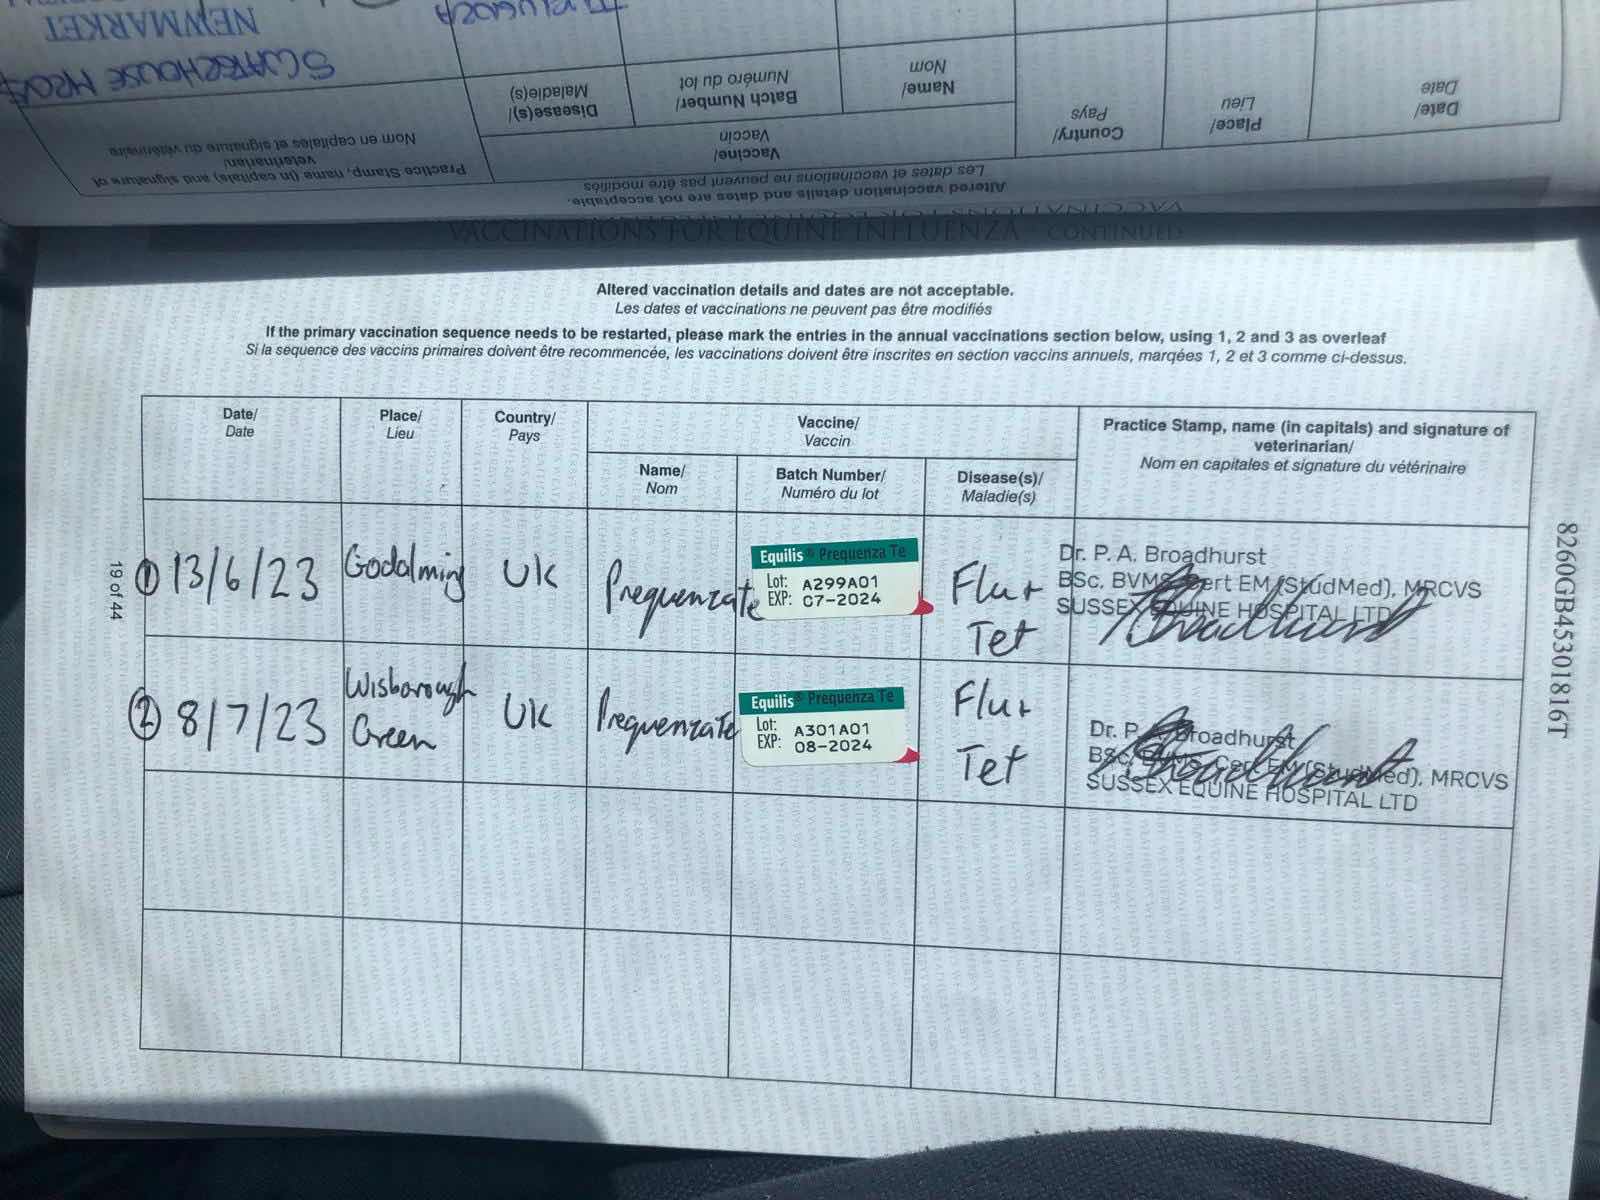 SWATERHOUSE MRCVS
NEWMARKET
Practice Stamp, name (in capitals) and signature of
veterinarian/
Nom en capitales et signature du vétérinaire
Altered vaccination details and dates are not acceptable.
Les dates et vaccinations ne peuvent pas être modifiés
Vaccine/
Vaccin
Disease(s)/
Maladie(s)
Batch Number/
Numéro du lot
Name/
Nom
Country/
Pays
Place/
Lieu
Date/
Date
VACCINATIONS FOR EQUINE INFLUENZA - CONTINUED
Altered vaccination details and dates are not acceptable.
Les dates et vaccinations ne peuvent pas être modifiés
If the primary vaccination sequence needs to be restarted, please mark the entries in the annual vaccinations section below, using 1, 2 and 3 as overleaf
Si la sequence des vaccins primaires doivent être recommencée, les vaccinations doivent être inscrites en section vaccins annuels, marqées 1, 2 et 3 comme ci-dessus.
Date/
Date
Place/
Lieu
Country/
Pays
Vaccine/
Vaccin
Name/
Nom
Batch Number/
Numéro du lot
Disease(s)/
Maladie(s)
Practice Stamp, name (in capitals) and signature of
veterinarian/
Nom en capitales et signature du vétérinaire
① 13/6/23
Godalming
UK
Prequenzate
Equilis® Prequenza Te
Lot: A299A01
EXP: 07-2024
Flu +
Tet
Dr. P. A. Broadhurst
BSc, BVMS, Cert EM (StudMed), MRCVS
SUSSEX EQUINE HOSPITAL LTD
Broadhurst
② 8/7/23
Wisborough
Green
UK
Prequenzate
Equilis® Prequenza Te
Lot: A301A01
EXP: 08-2024
Flu +
Tet
Dr. P. A. Broadhurst
BSc, BVMS, Cert EM (StudMed), MRCVS
SUSSEX EQUINE HOSPITAL LTD
Broadhurst
19 of 44
8260GB45301816T